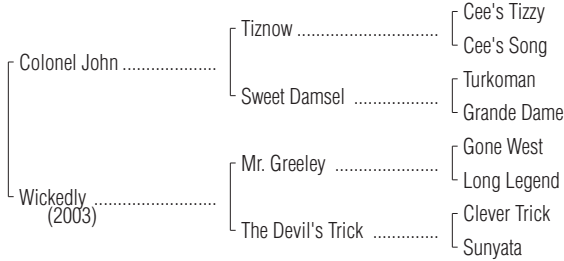 Cee's Tizzy
Tiznow ..............................
Cee's Song
Colonel John ....................
Turkoman
Sweet Damsel ..................
Grande Dame
Gone West
Mr. Greeley ......................
Long Legend
Wickedly ..........................
(2003)
Clever Trick
The Devil's Trick ..............
Sunyata